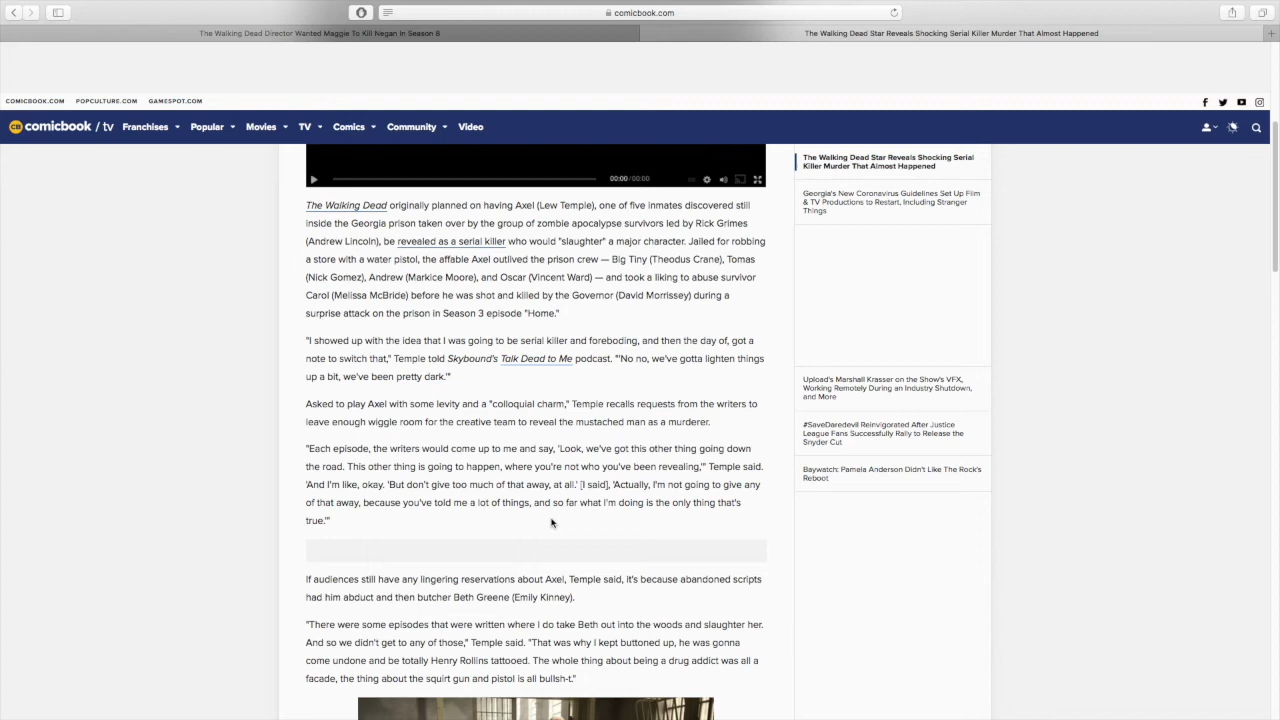 comicbook.com
The Walking Dead Director Wanted Maggie To Kill Negan In Season 8
The Walking Dead Star Reveals Shocking Serial Killer Murder That Almost Happened
COMICBOOK.COM POPCULTURE.COM GAMESPOT.COM
CB comicbook / tv Franchises Popular Movies TV Comics Community Video
00:00 / 00:00
The Walking Dead originally planned on having Axel (Lew Temple), one of five inmates discovered still
inside the Georgia prison taken over by the group of zombie apocalypse survivors led by Rick Grimes
(Andrew Lincoln), be revealed as a serial killer who would "slaughter" a major character. Jailed for robbing
a store with a water pistol, the affable Axel outlived the prison crew — Big Tiny (Theodus Crane), Tomas
(Nick Gomez), Andrew (Markice Moore), and Oscar (Vincent Ward) — and took a liking to abuse survivor
Carol (Melissa McBride) before he was shot and killed by the Governor (David Morrissey) during a
surprise attack on the prison in Season 3 episode "Home."
"I showed up with the idea that I was going to be serial killer and foreboding, and then the day of, got a
note to switch that," Temple told Skybound's Talk Dead to Me podcast. "'No no, we've gotta lighten things
up a bit, we've been pretty dark.'"
Asked to play Axel with some levity and a "colloquial charm," Temple recalls requests from the writers to
leave enough wiggle room for the creative team to reveal the mustached man as a murderer.
"Each episode, the writers would come up to me and say, 'Look, we've got this other thing going down
the road. This other thing is going to happen, where you're not who you've been revealing,'" Temple said.
'And I'm like, okay. 'But don't give too much of that away, at all.' [I said], 'Actually, I'm not going to give any
of that away, because you've told me a lot of things, and so far what I'm doing is the only thing that's
true.'"
If audiences still have any lingering reservations about Axel, Temple said, it's because abandoned scripts
had him abduct and then butcher Beth Greene (Emily Kinney).
"There were some episodes that were written where I do take Beth out into the woods and slaughter her.
And so we didn't get to any of those," Temple said. "That was why I kept buttoned up, he was gonna
come undone and be totally Henry Rollins tattooed. The whole thing about being a drug addict was all a
facade, the thing about the squirt gun and pistol is all bullsh-t."
The Walking Dead Star Reveals Shocking Serial
Killer Murder That Almost Happened
Georgia's New Coronavirus Guidelines Set Up Film
& TV Productions to Restart, Including Stranger
Things
Upload's Marshall Krasser on the Show's VFX,
Working Remotely During an Industry Shutdown,
and More
#SaveDaredevil Reinvigorated After Justice
League Fans Successfully Rally to Release the
Snyder Cut
Baywatch: Pamela Anderson Didn't Like The Rock's
Reboot